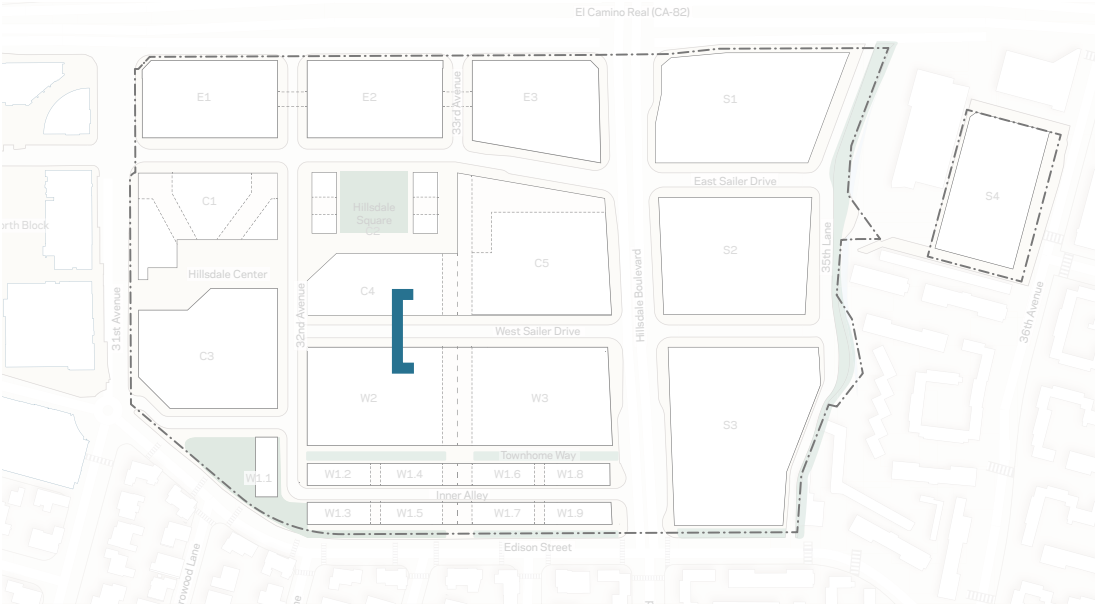 El Camino Real (CA-82)
E1
E2
33rd Avenue
E3
S1
East Sailer Drive
S4
C1
Hillsdale
Square
C2
orth Block
S2
35th Lane
C5
Hillsdale Center
C4
Hillsdale Boulevard
31st Avenue
32nd Avenue
36th Avenue
West Sailer Drive
C3
W2
W3
S3
Townhome Way
W1.1
W1.2
W1.4
W1.6
W1.8
Inner Alley
W1.3
W1.5
W1.7
W1.9
Edison Street
rowood Lane